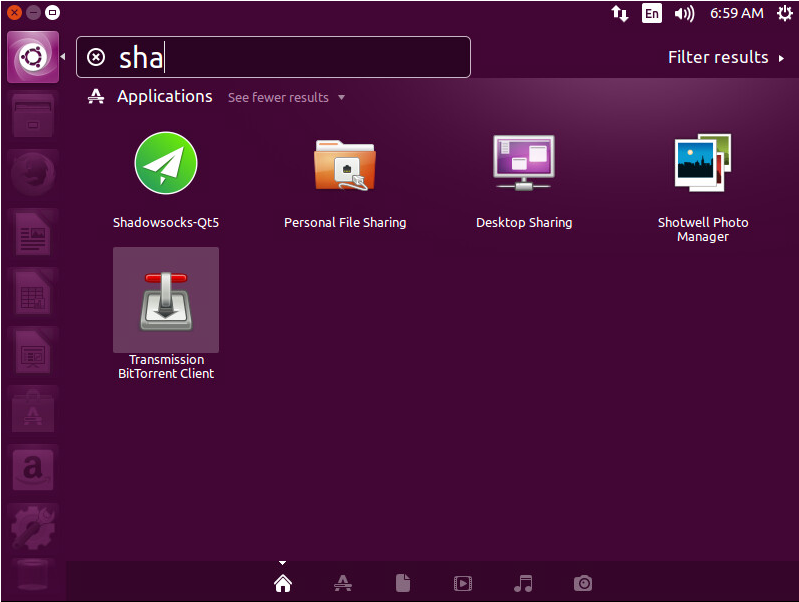 En
6:59 AM
sha
Filter results
Applications See fewer results
Shadowsocks-Qt5
Personal File Sharing
Desktop Sharing
Shotwell Photo
Manager
Transmission
BitTorrent Client